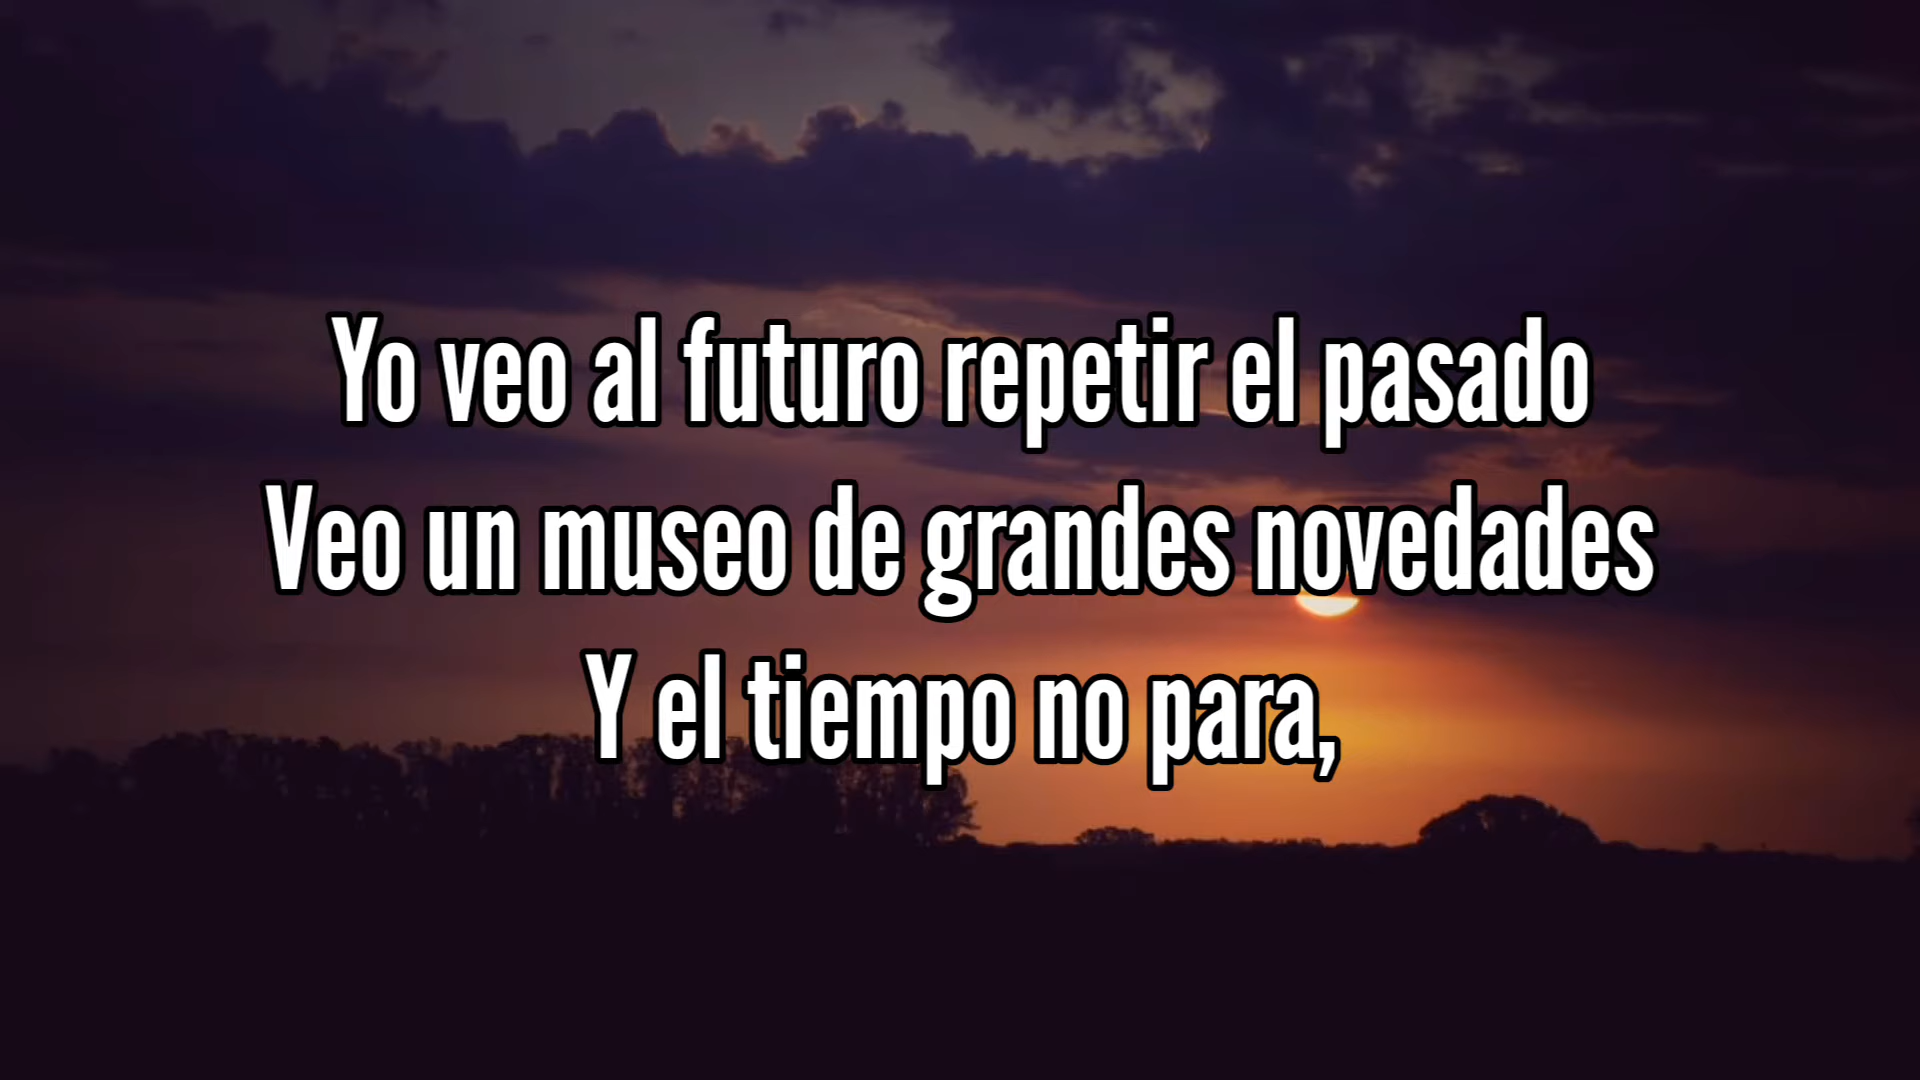 Yo veo al futuro repetir el pasado
Veo un museo de grandes novedades
Y el tiempo no para,